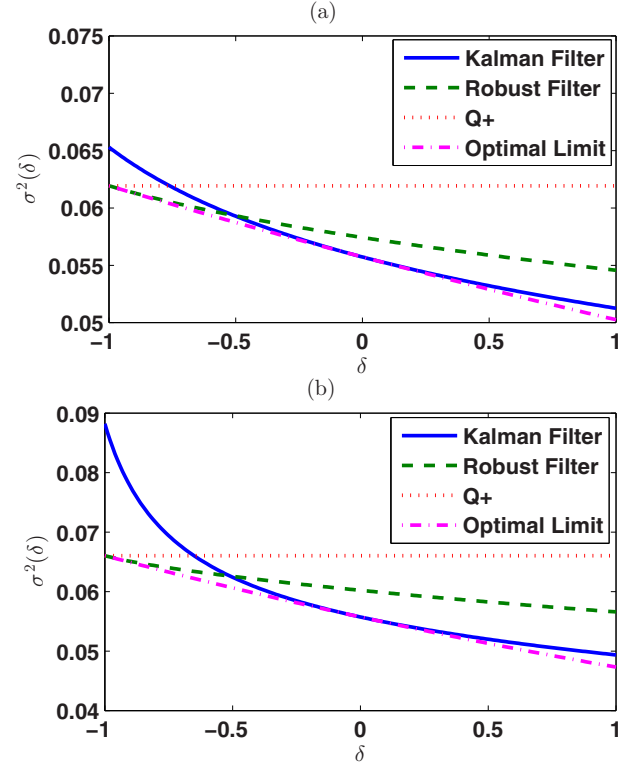 (a)
0.075
0.07
0.065
0.06
0.055
0.05
σ²(δ)
Kalman Filter
Robust Filter
Q+
Optimal Limit
−1
−0.5
0
0.5
1
δ
(b)
0.09
0.08
0.07
0.06
0.05
0.04
σ²(δ)
Kalman Filter
Robust Filter
Q+
Optimal Limit
−1
−0.5
0
0.5
1
δ